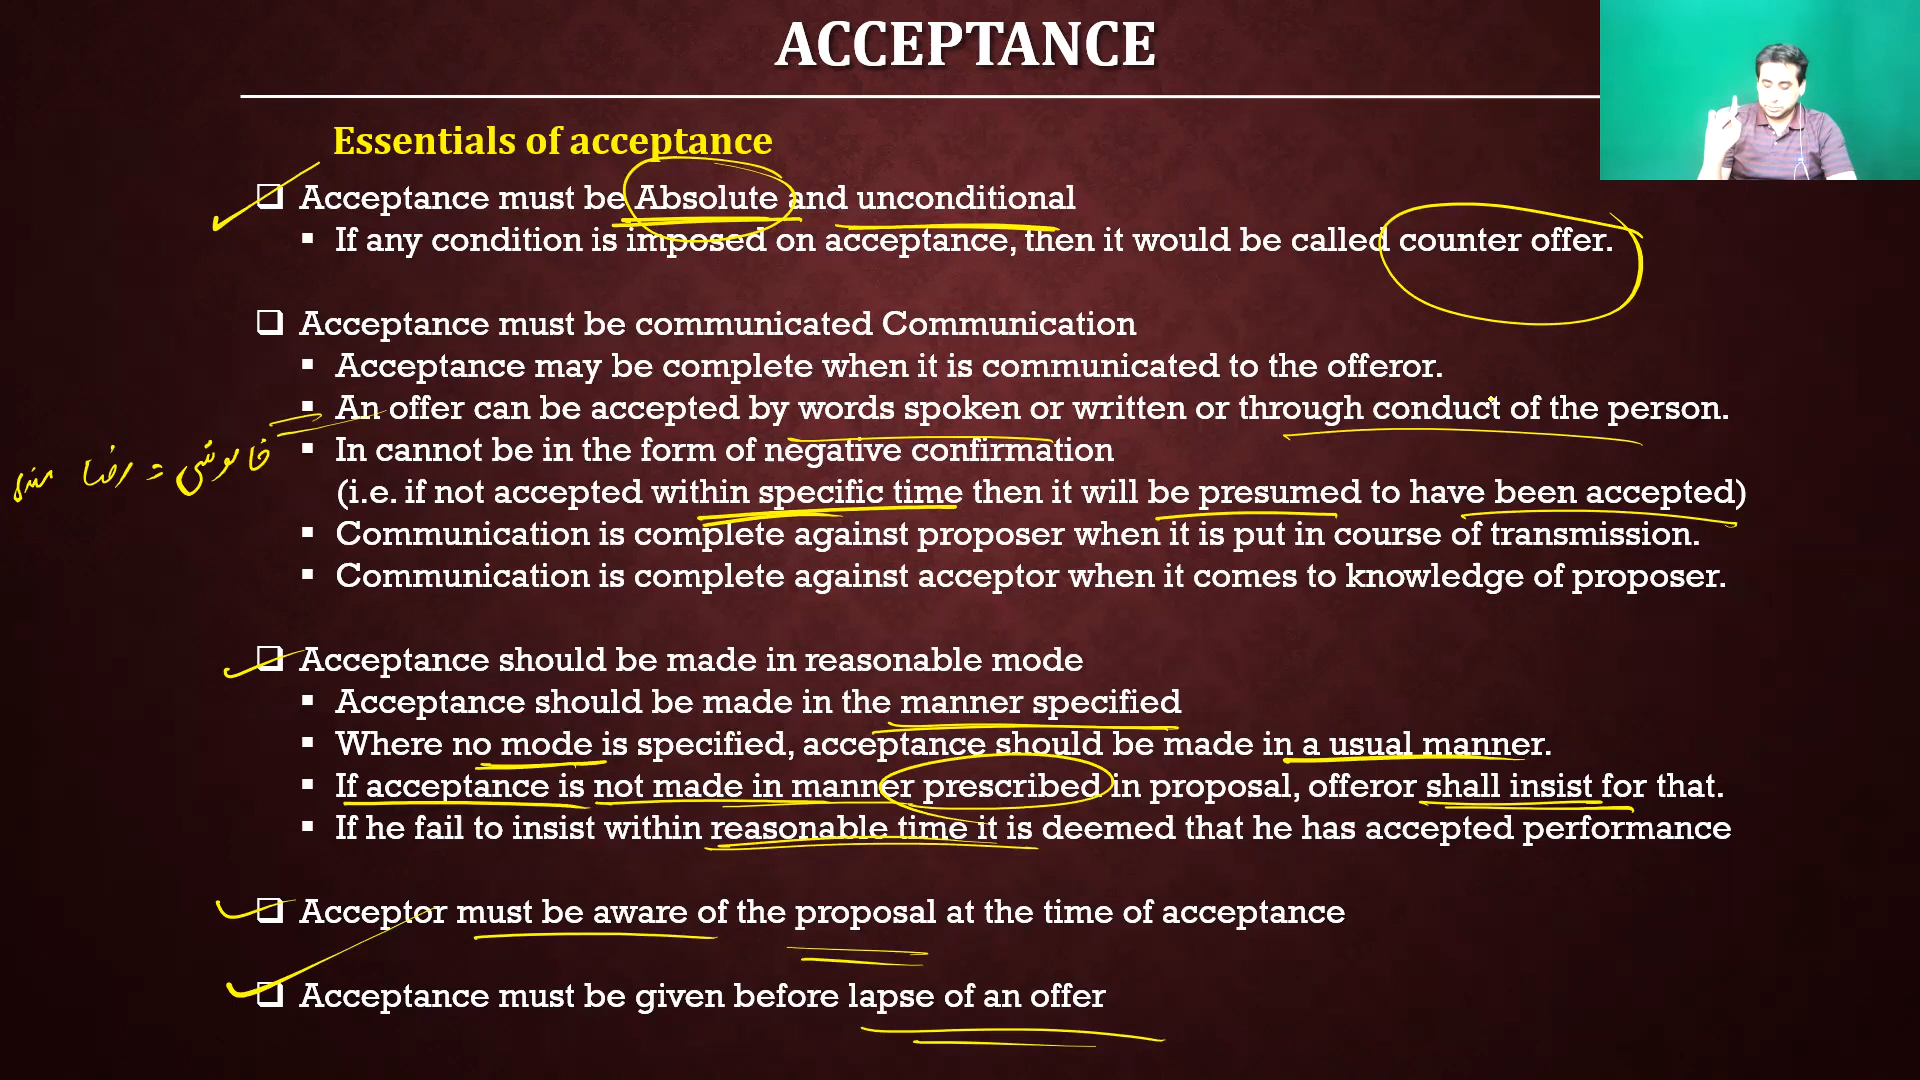 ACCEPTANCE
Essentials of acceptance
Acceptance must be Absolute and unconditional
If any condition is imposed on acceptance, then it would be called counter offer.
Acceptance must be communicated Communication
Acceptance may be complete when it is communicated to the offeror.
An offer can be accepted by words spoken or written or through conduct of the person.
In cannot be in the form of negative confirmation
خاموشی = رضا مندی
(i.e. if not accepted within specific time then it will be presumed to have been accepted)
Communication is complete against proposer when it is put in course of transmission.
Communication is complete against acceptor when it comes to knowledge of proposer.
Acceptance should be made in reasonable mode
Acceptance should be made in the manner specified
Where no mode is specified, acceptance should be made in a usual manner.
If acceptance is not made in manner prescribed in proposal, offeror shall insist for that.
If he fail to insist within reasonable time it is deemed that he has accepted performance
Acceptor must be aware of the proposal at the time of acceptance
Acceptance must be given before lapse of an offer